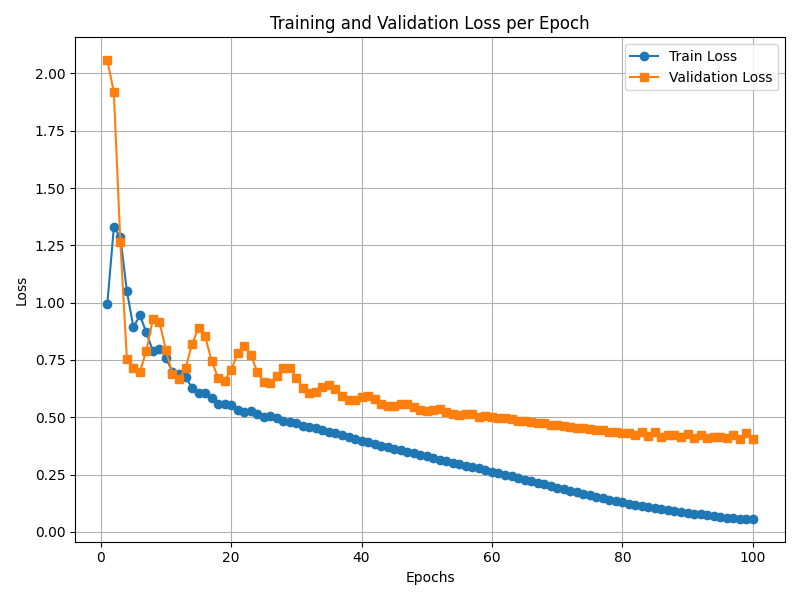 Training and Validation Loss per Epoch
Train Loss
Validation Loss
2.00
1.75
1.50
1.25
1.00
0.75
0.50
0.25
0.00
Loss
0 20 40 60 80 100
Epochs